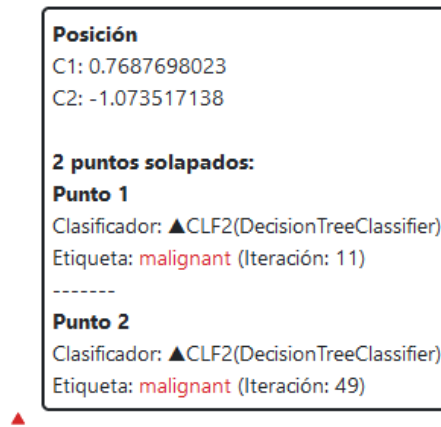 Posición
C1: 0.7687698023
C2: -1.073517138
2 puntos solapados:
Punto 1
Clasificador: ▲CLF2(DecisionTreeClassifier)
Etiqueta: malignant (Iteración: 11)
-------
Punto 2
Clasificador: ▲CLF2(DecisionTreeClassifier)
Etiqueta: malignant (Iteración: 49)